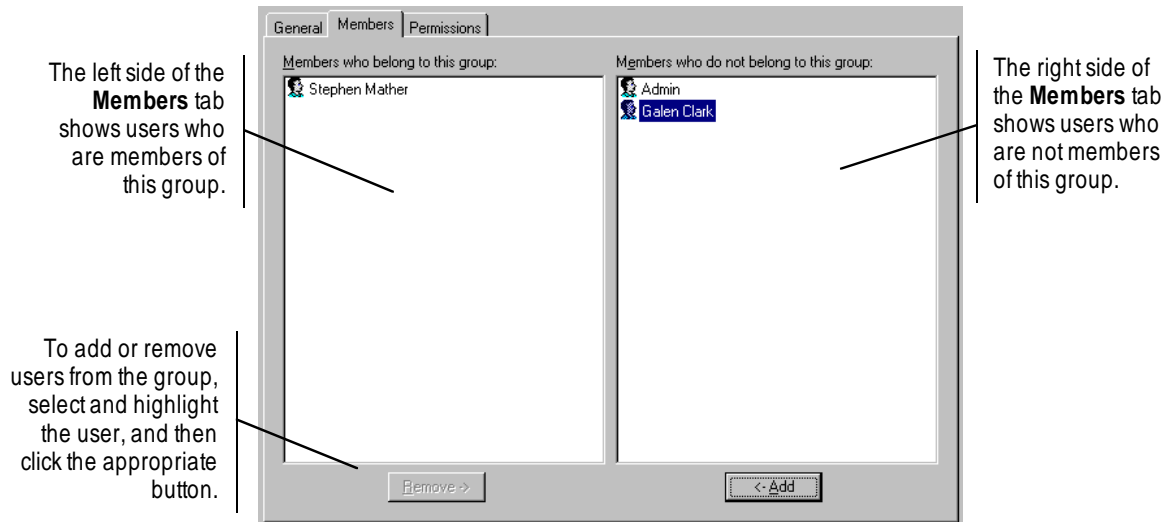 General Members Permissions
Members who belong to this group:
Members who do not belong to this group:
Stephen Mather
Admin
Galen Clark
The left side of the
Members tab
shows users who
are members of
this group.
The right side of
the Members tab
shows users who
are not members
of this group.
To add or remove
users from the group,
select and highlight
the user, and then
click the appropriate
button.
Remove ->
<- Add